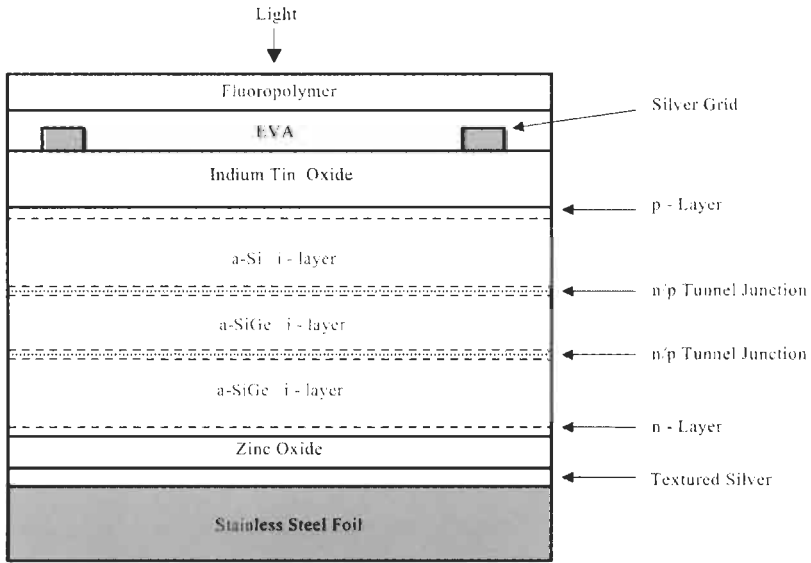 Light
Fluoropolymer
Silver Grid
EVA
Indium Tin Oxide
p - Layer
a-Si i - layer
n/p Tunnel Junction
a-SiGe i - layer
n/p Tunnel Junction
a-SiGe i - layer
n - Layer
Zinc Oxide
Textured Silver
Stainless Steel Foil